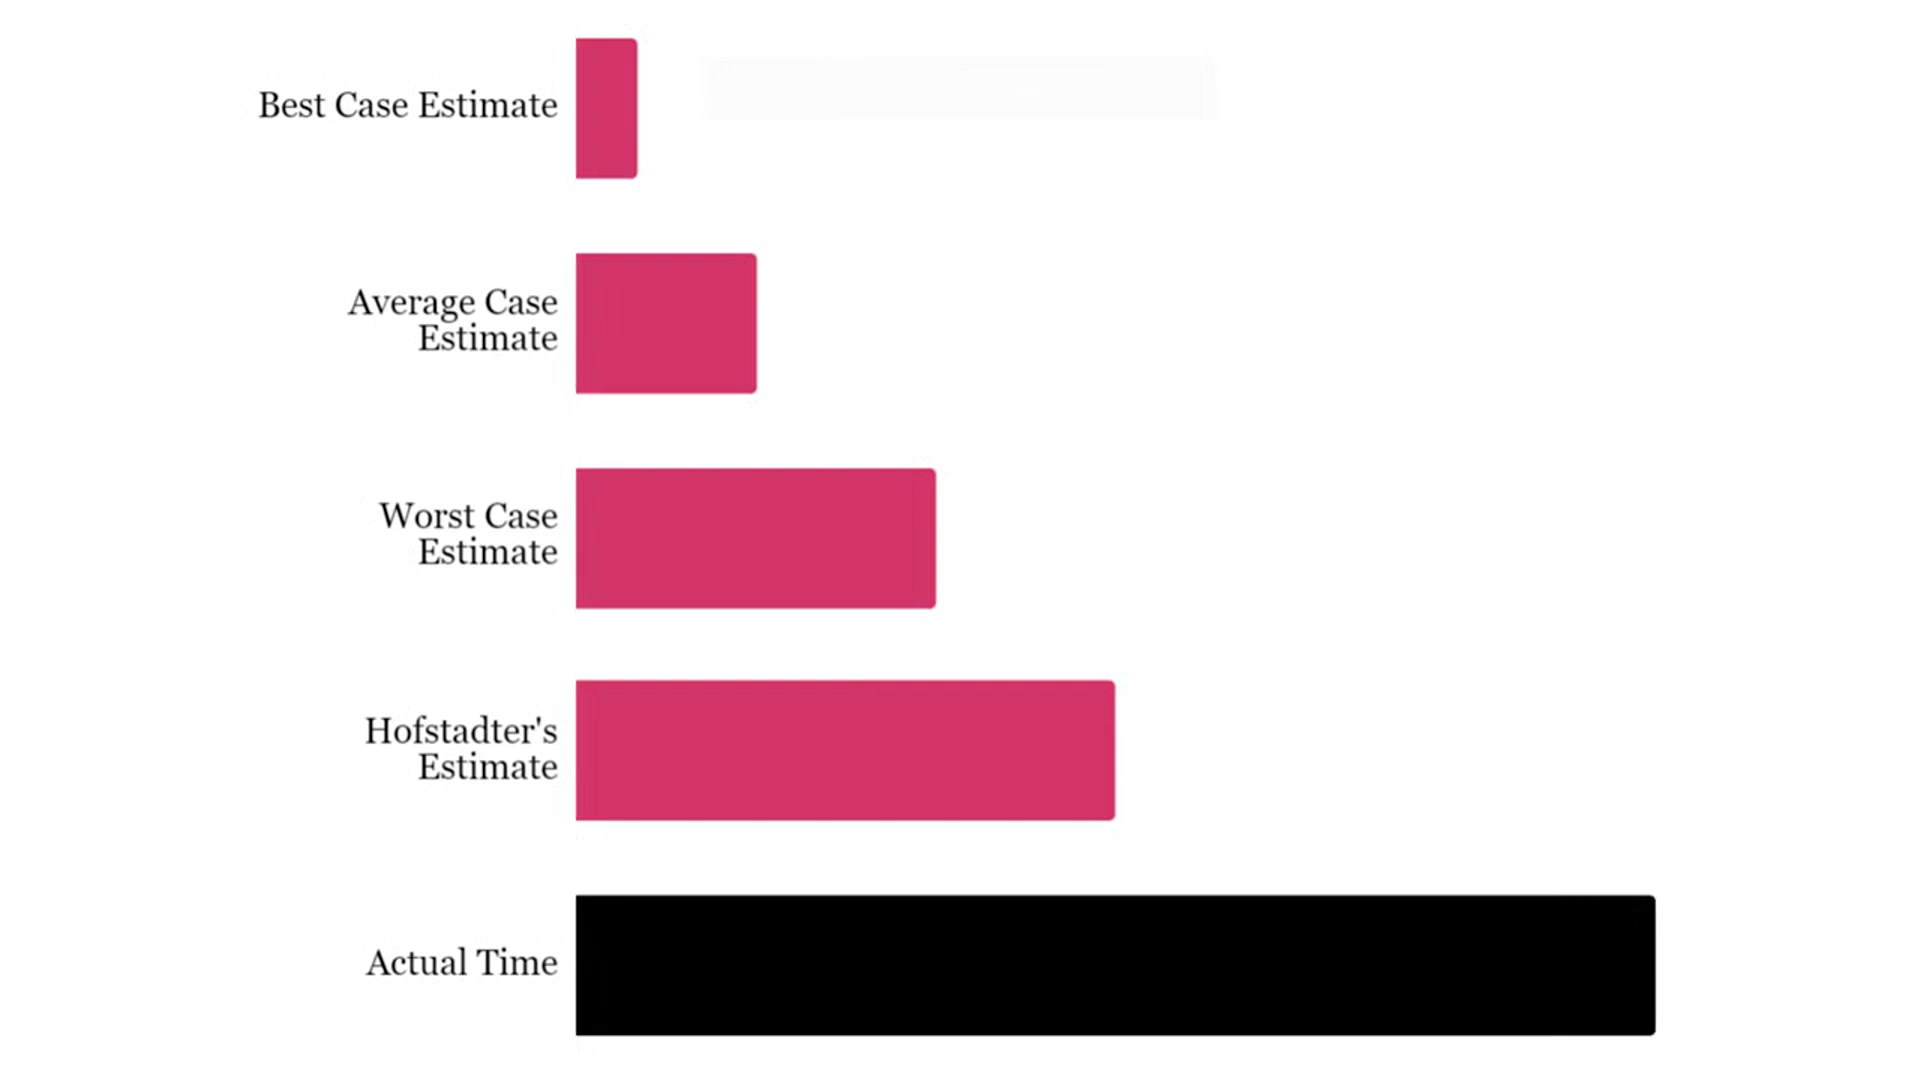 Best Case Estimate
Average Case
Estimate
Worst Case
Estimate
Hofstadter's
Estimate
Actual Time